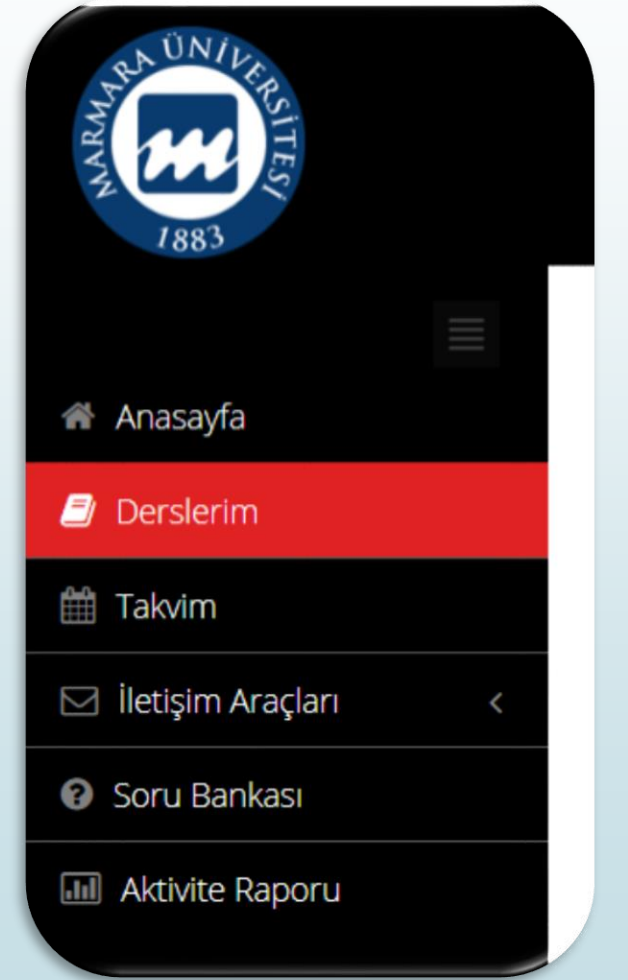 MARMARA ÜNİVERSİTESİ
1883
Anasayfa
Derslerim
Takvim
İletişim Araçları
Soru Bankası
Aktivite Raporu